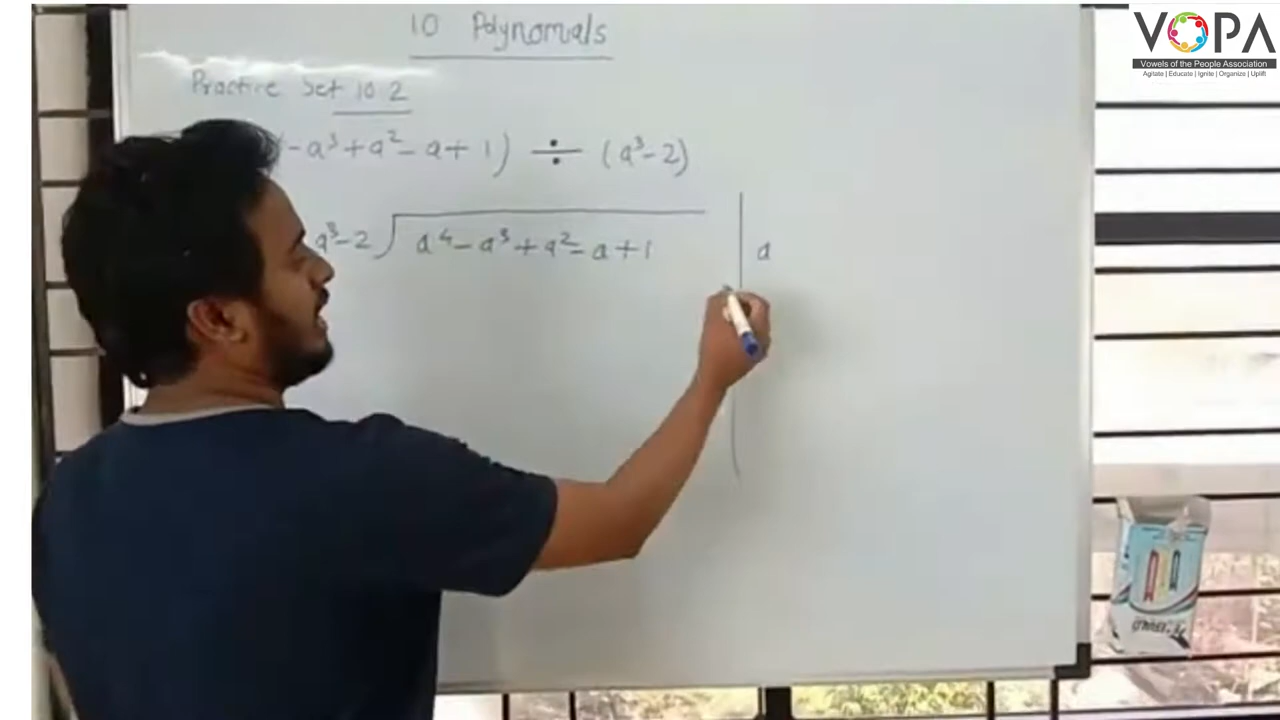 10 Polynomials
Practice Set 10.2
- a³ + a² - a + 1) ÷ (a³ - 2)
a³ - 2 ) a⁴ - a³ + a² - a + 1
a
VOPA
Vowels of the People Association
Agitate | Educate | Ignite | Organize | Uplift